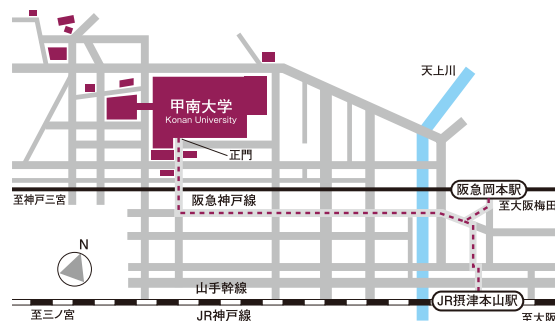 天上川
甲南大学
Konan University
正門
阪急岡本駅
阪急神戸線
至神戸三宮
至大阪梅田
N
山手幹線
JR摂津本山駅
至三ノ宮
JR神戸線
至大阪